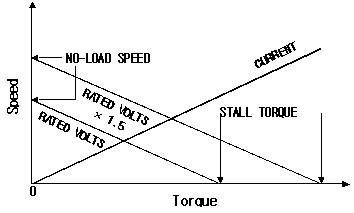 NO-LOAD SPEED
CURRENT
Speed
RATED VOLTS
× 1.5
RATED VOLTS
STALL TORQUE
0
Torque